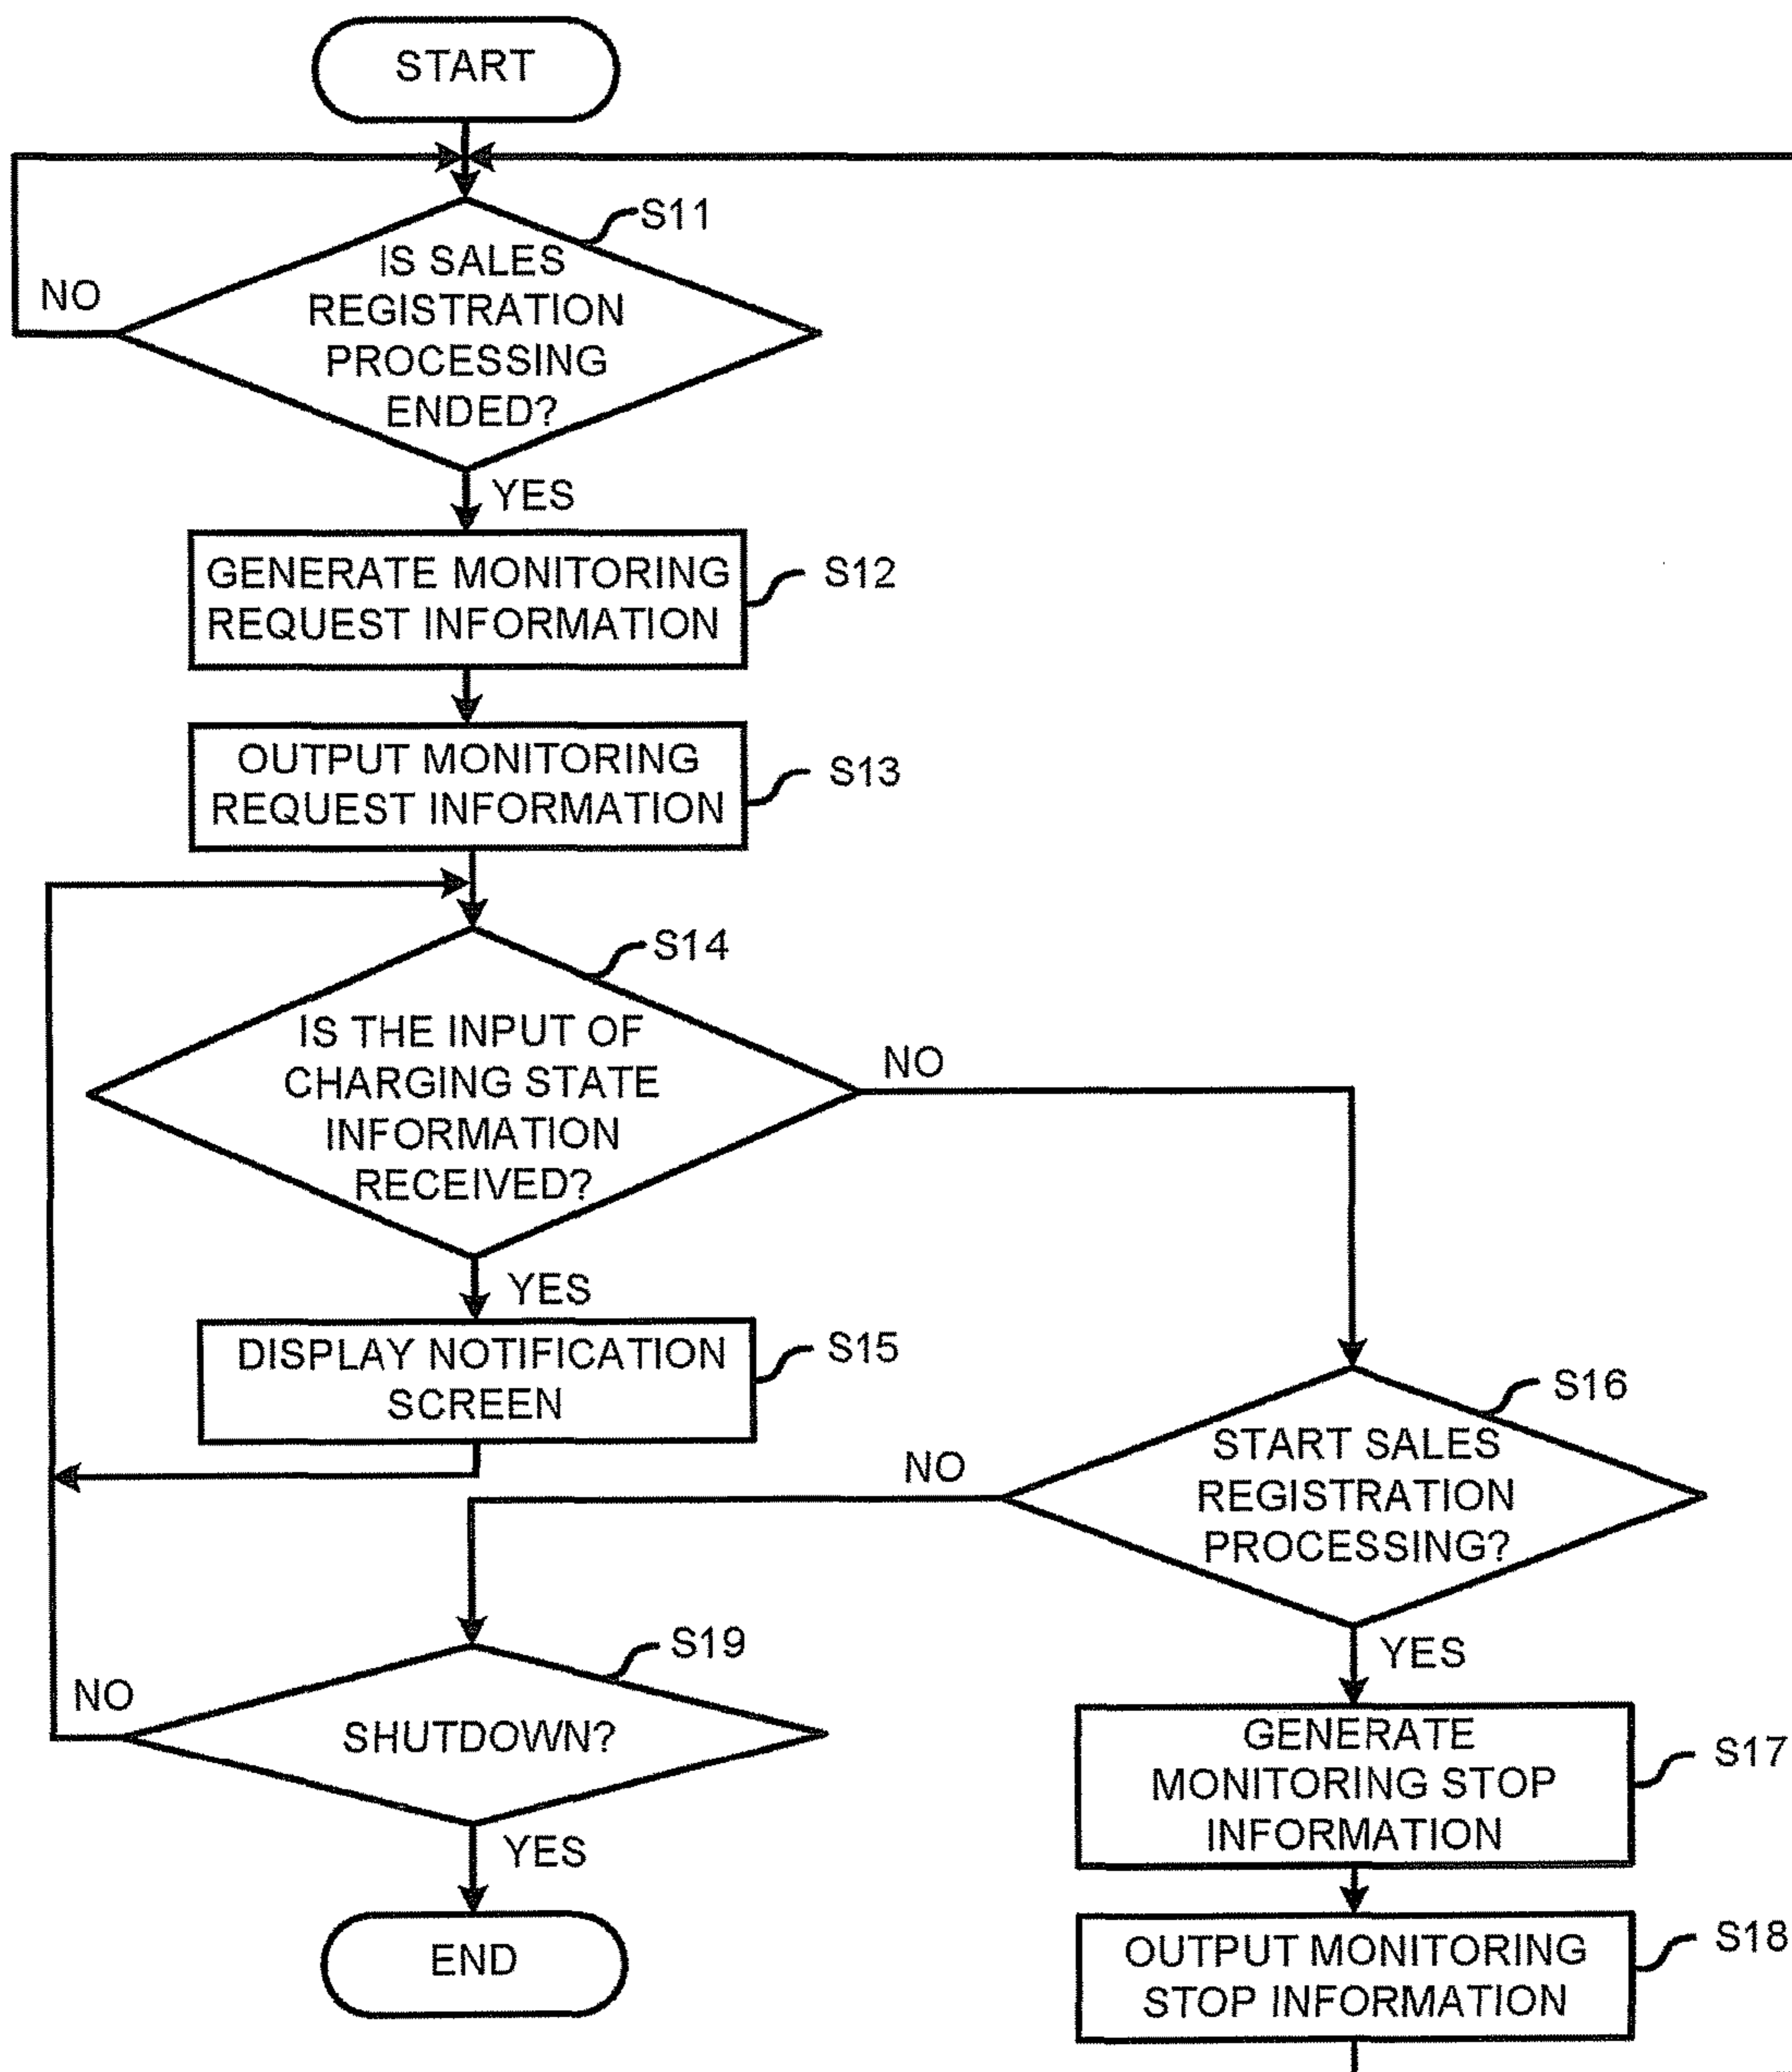 START
S11
IS SALES
REGISTRATION
PROCESSING
ENDED?
NO
YES
GENERATE MONITORING
REQUEST INFORMATION
S12
OUTPUT MONITORING
REQUEST INFORMATION
S13
S14
IS THE INPUT OF
CHARGING STATE
INFORMATION
RECEIVED?
NO
YES
DISPLAY NOTIFICATION
SCREEN
S15
S16
START SALES
REGISTRATION
PROCESSING?
NO
YES
S19
SHUTDOWN?
NO
YES
END
GENERATE
MONITORING STOP
INFORMATION
S17
OUTPUT MONITORING
STOP INFORMATION
S18